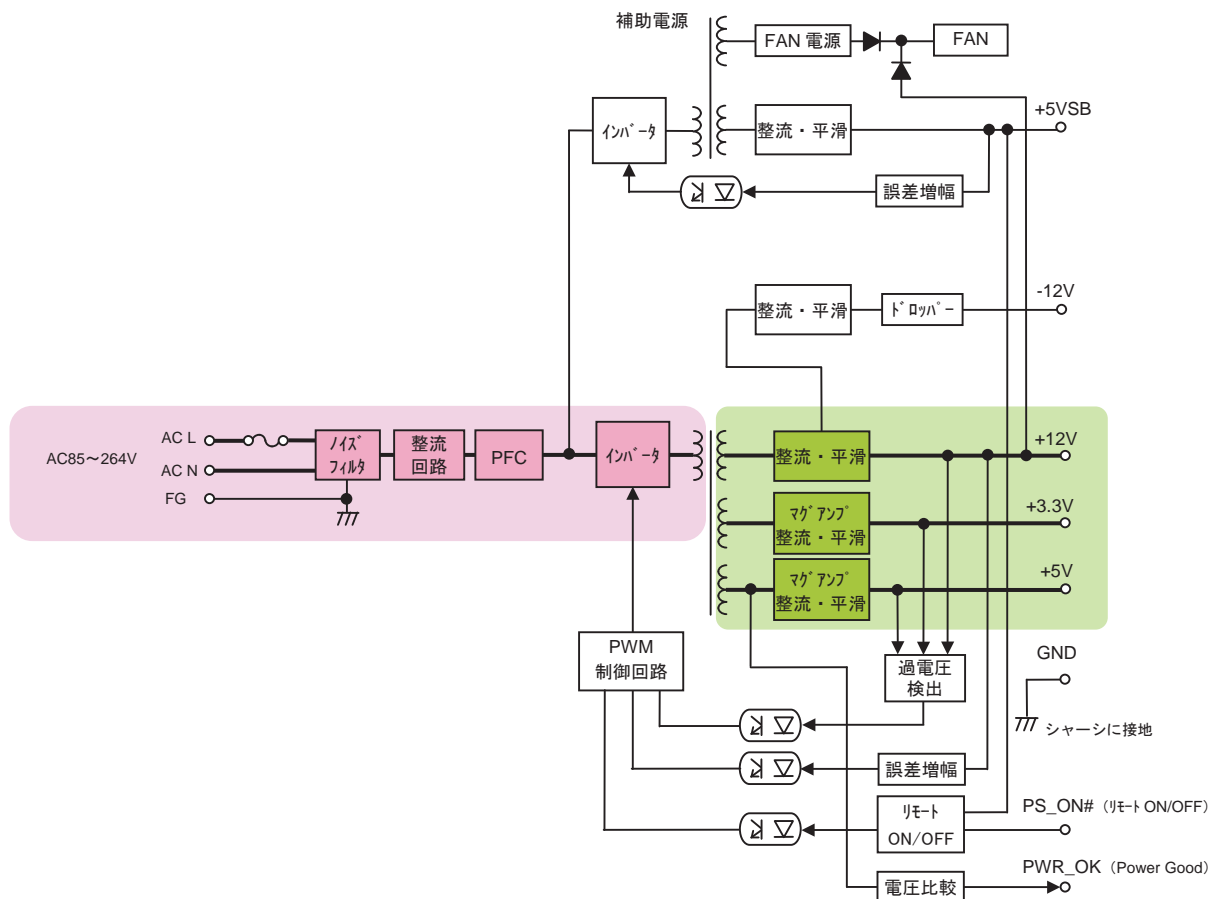 補助電源
FAN 電源
FAN
+5VSB
ｲﾝﾊﾞｰﾀ
整流・平滑
誤差増幅
-12V
整流・平滑
ﾄﾞﾛｯﾊﾟｰ
AC85～264V
AC L
AC N
FG
ﾉｲｽﾞ
ﾌｨﾙﾀ
整流
回路
PFC
ｲﾝﾊﾞｰﾀ
整流・平滑
+12V
ﾏｸﾞｱﾝﾌﾟ
整流・平滑
+3.3V
ﾏｸﾞｱﾝﾌﾟ
整流・平滑
+5V
PWM
制御回路
過電圧
検出
GND
シャーシに接地
誤差増幅
ﾘﾓｰﾄ
ON/OFF
PS_ON#（ﾘﾓｰﾄ ON/OFF）
電圧比較
PWR_OK（Power Good）